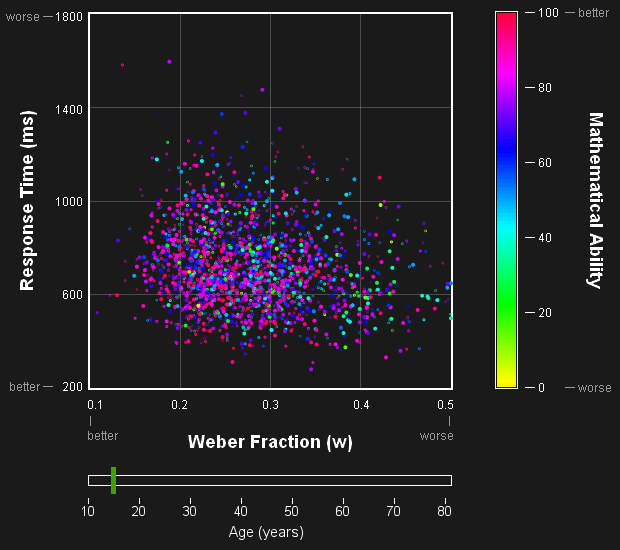 worse
1800
1400
1000
600
better
200
Response Time (ms)
0.1
0.2
0.3
0.4
0.5
better
worse
Weber Fraction (w)
10
20
30
40
50
60
70
80
Age (years)
100
better
80
60
40
20
0
worse
Mathematical Ability